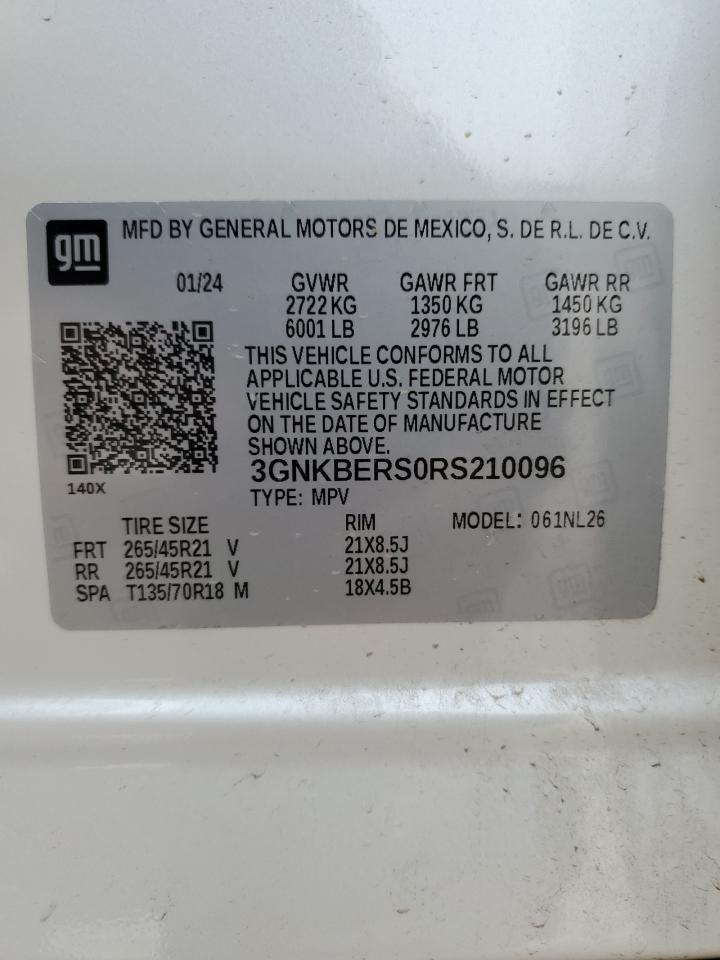 gm MFD BY GENERAL MOTORS DE MEXICO, S. DE R.L. DE C.V.
01/24 GVWR GAWR FRT GAWR RR
2722 KG 1350 KG 1450 KG
6001 LB 2976 LB 3196 LB
THIS VEHICLE CONFORMS TO ALL
APPLICABLE U.S. FEDERAL MOTOR
VEHICLE SAFETY STANDARDS IN EFFECT
ON THE DATE OF MANUFACTURE
SHOWN ABOVE.
3GNKBERS0RS210096
140X TYPE: MPV
TIRE SIZE RIM MODEL: 061NL26
FRT 265/45R21 V 21X8.5J
RR 265/45R21 V 21X8.5J
SPA T135/70R18 M 18X4.5B